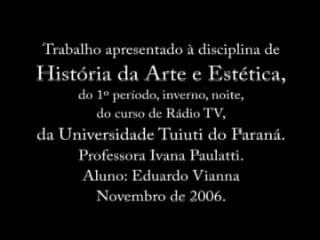 Trabalho apresentado à disciplina de
História da Arte e Estética,
do 1º período, inverno, noite,
do curso de Rádio TV,
da Universidade Tuiuti do Paraná.
Professora Ivana Paulatti.
Aluno: Eduardo Vianna
Novembro de 2006.